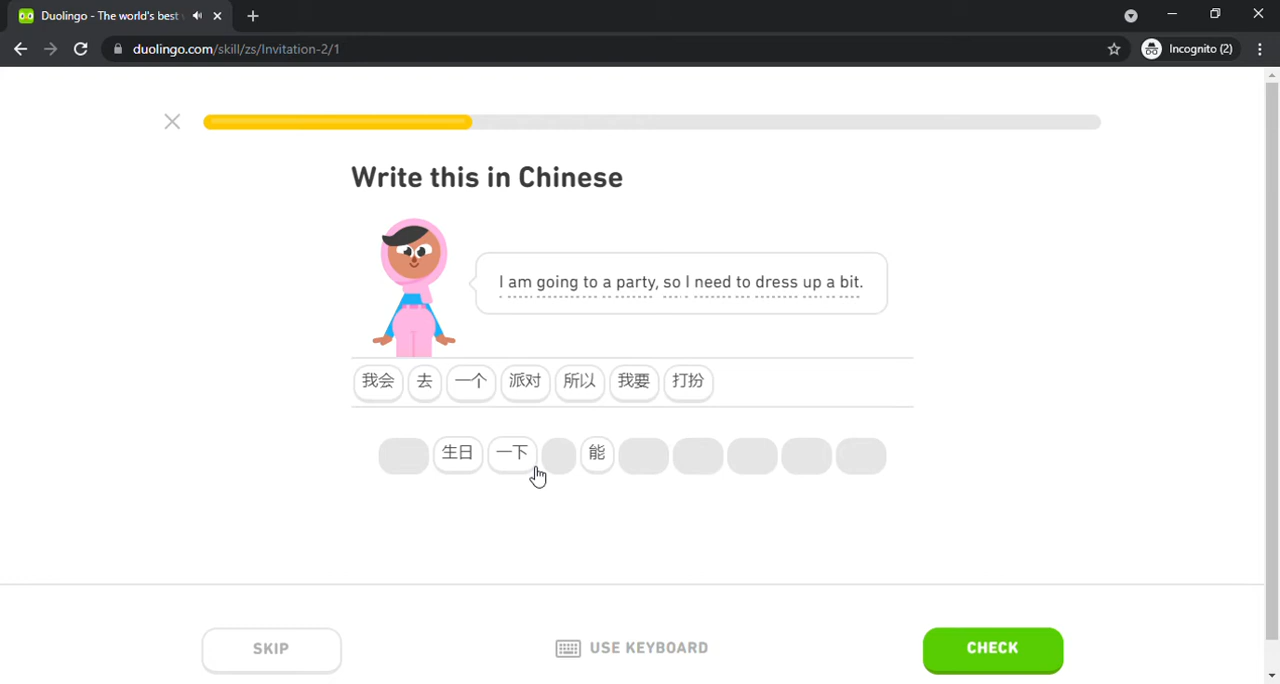 Duolingo - The world's best
duolingo.com/skill/zs/Invitation-2/1
Incognito (2)
Write this in Chinese
I am going to a party, so I need to dress up a bit.
我会 去 一个 派对 所以 我要 打扮
生日 一下 能
SKIP
USE KEYBOARD
CHECK